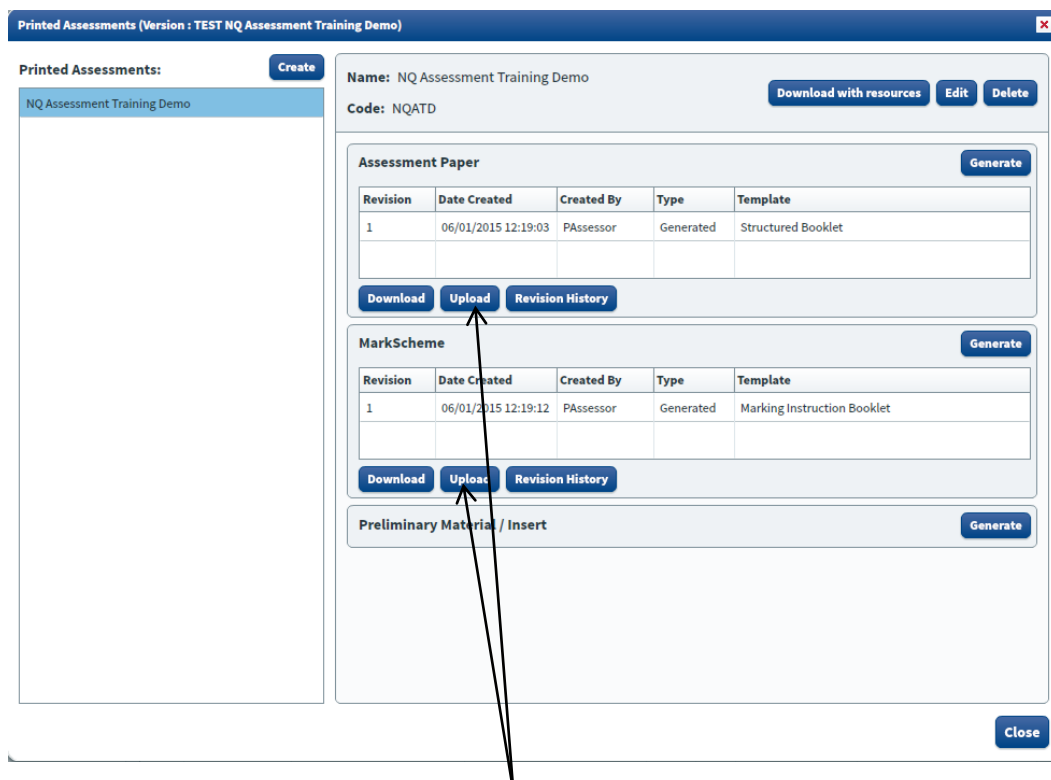 Printed Assessments (Version : TEST NQ Assessment Training Demo)
Printed Assessments:
Create
NQ Assessment Training Demo
Name: NQ Assessment Training Demo
Code: NQATD
Download with resources Edit Delete
Assessment Paper
Generate
Revision Date Created Created By Type Template
1 06/01/2015 12:19:03 PAssessor Generated Structured Booklet
Download Upload Revision History
MarkScheme
Generate
Revision Date Created Created By Type Template
1 06/01/2015 12:19:12 PAssessor Generated Marking Instruction Booklet
Download Upload Revision History
Preliminary Material / Insert
Generate
Close